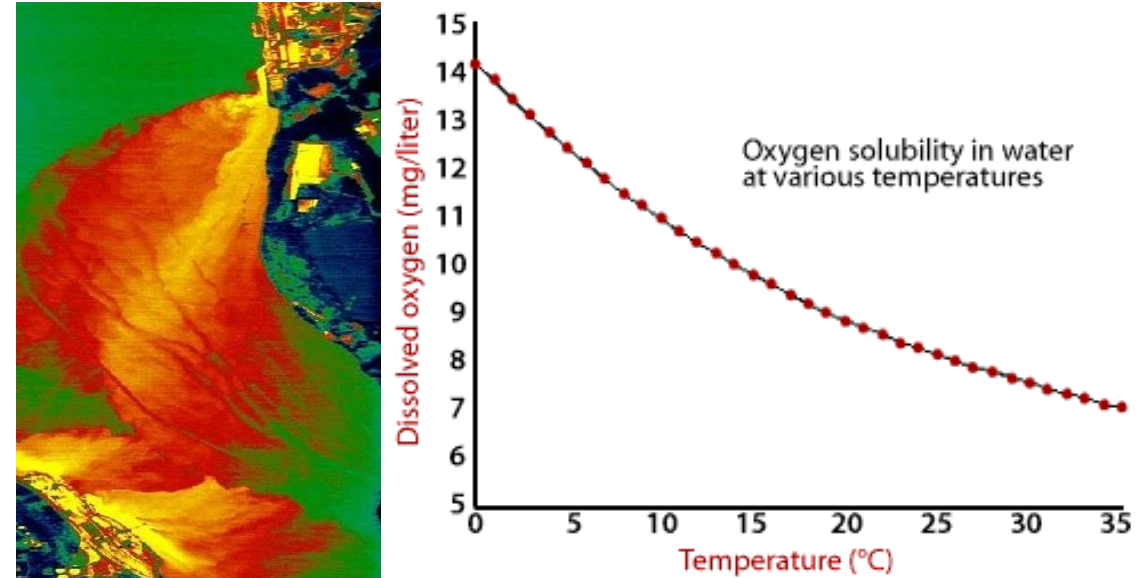 15
14
13
12
11
10
9
8
7
6
5
Dissolved oxygen (mg/liter)
Oxygen solubility in water
at various temperatures
0 5 10 15 20 25 30 35
Temperature (°C)